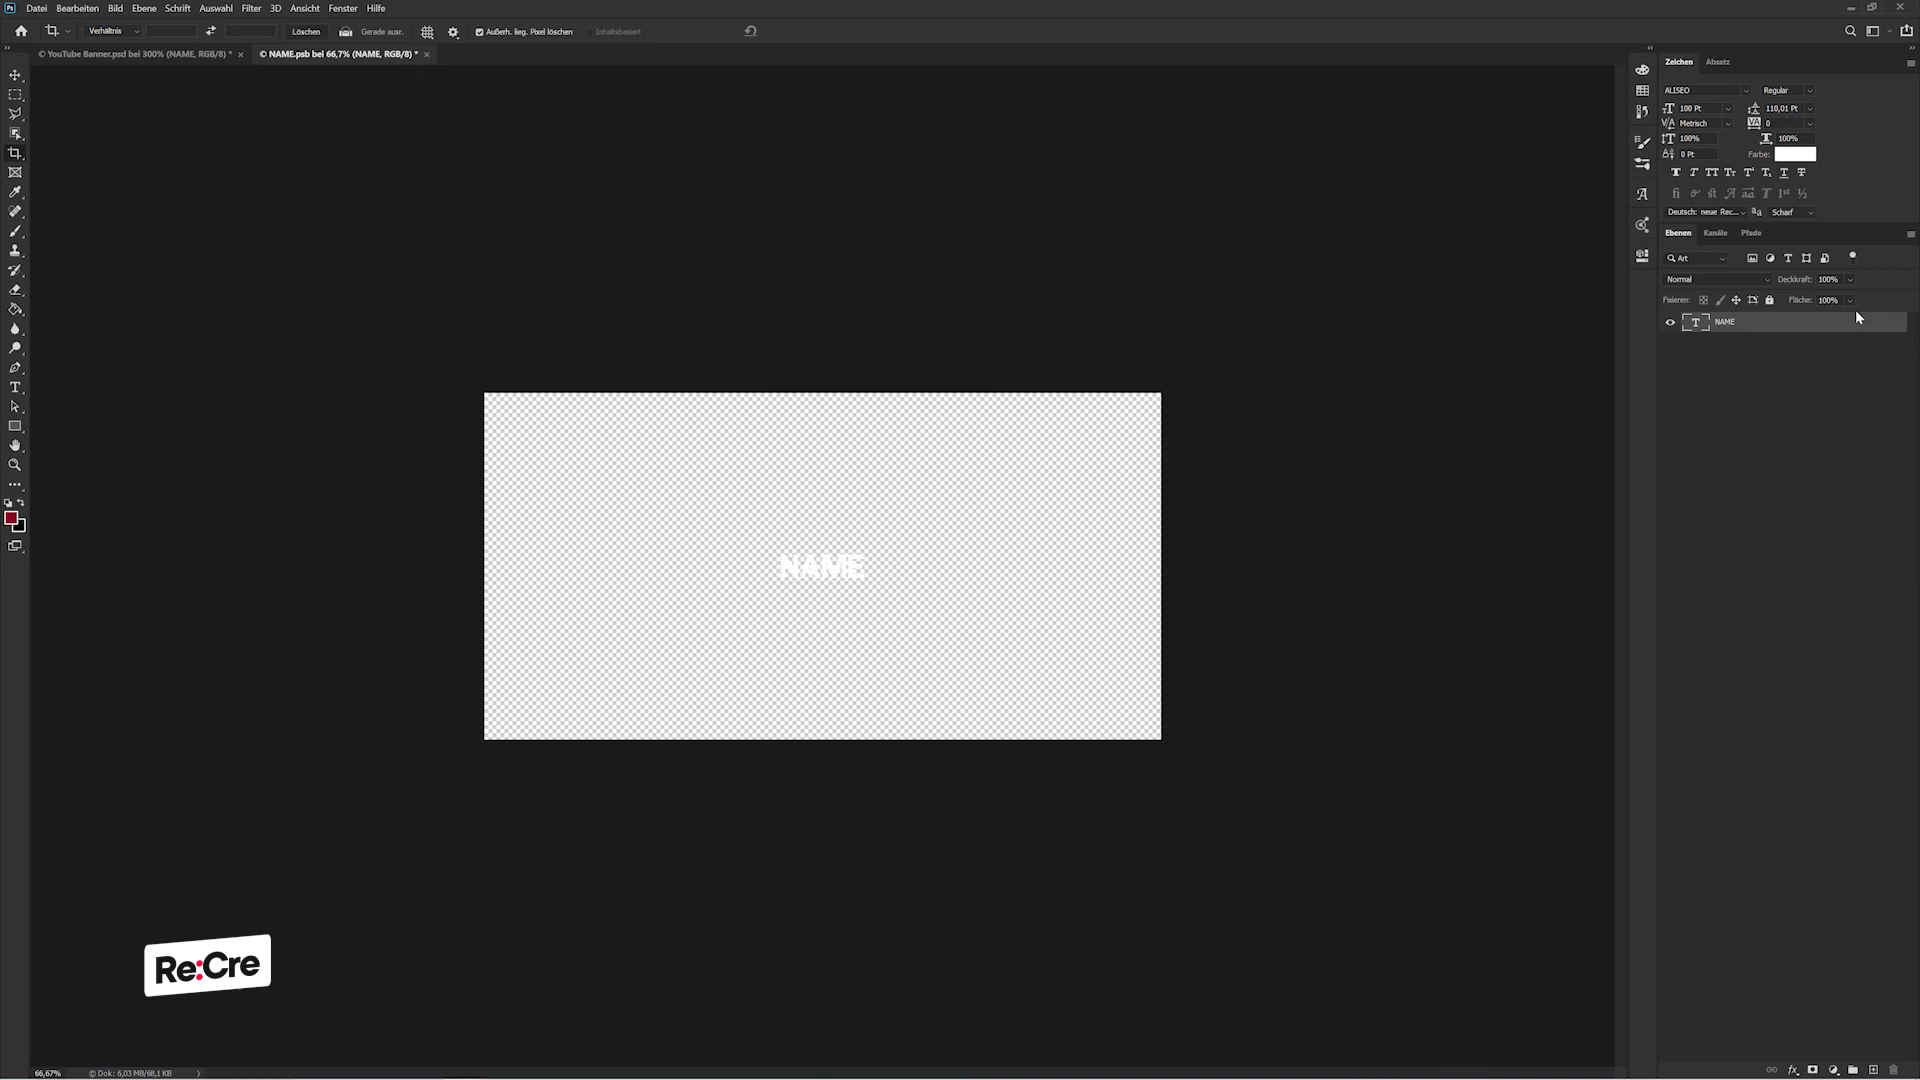 Datei Bearbeiten Bild Ebene Schrift Auswahl Filter 3D Ansicht Fenster Hilfe
Verhältnis Löschen Gerade ausr. Außerh. lieg. Pixel löschen Inhaltsbasiert
© YouTube Banner.psd bei 300% (NAME, RGB/8) * × © NAME.psb bei 66,7% (NAME, RGB/8) * ×
Zeichen Absatz
ALISEO Regular
100 Pt 110,01 Pt
Metrisch 0
100% 100%
0 Pt Farbe:
Deutsch: neue Rec... Scharf
Ebenen Kanäle Pfade
Art
Normal Deckkraft: 100%
Fixieren: Fläche: 100%
NAME
NAME
Re:Cre
66,67% © Dok: 6,03 MB/68,1 KB